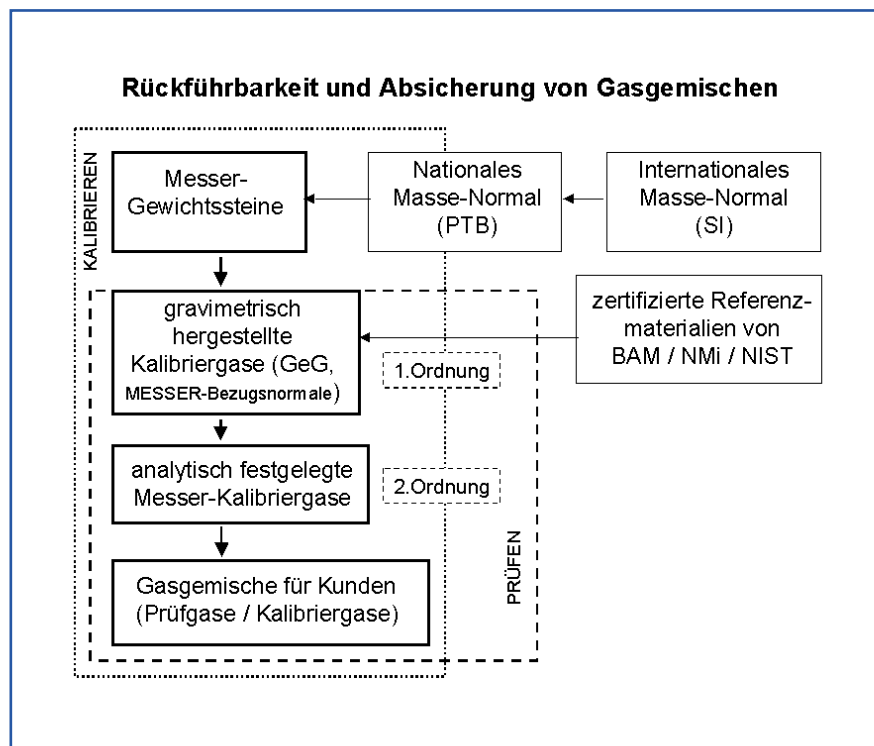 Rückführbarkeit und Absicherung von Gasgemischen
KALIBRIEREN
Messer-
Gewichtssteine
Nationales
Masse-Normal
(PTB)
Internationales
Masse-Normal
(SI)
gravimetrisch
hergestellte
Kalibriergase (GeG,
MESSER-Bezugsnormale)
1.Ordnung
zertifizierte Referenz-
materialien von
BAM / NMi / NIST
analytisch festgelegte
Messer-Kalibriergase
2.Ordnung
Gasgemische für Kunden
(Prüfgase / Kalibriergase)
PRÜFEN